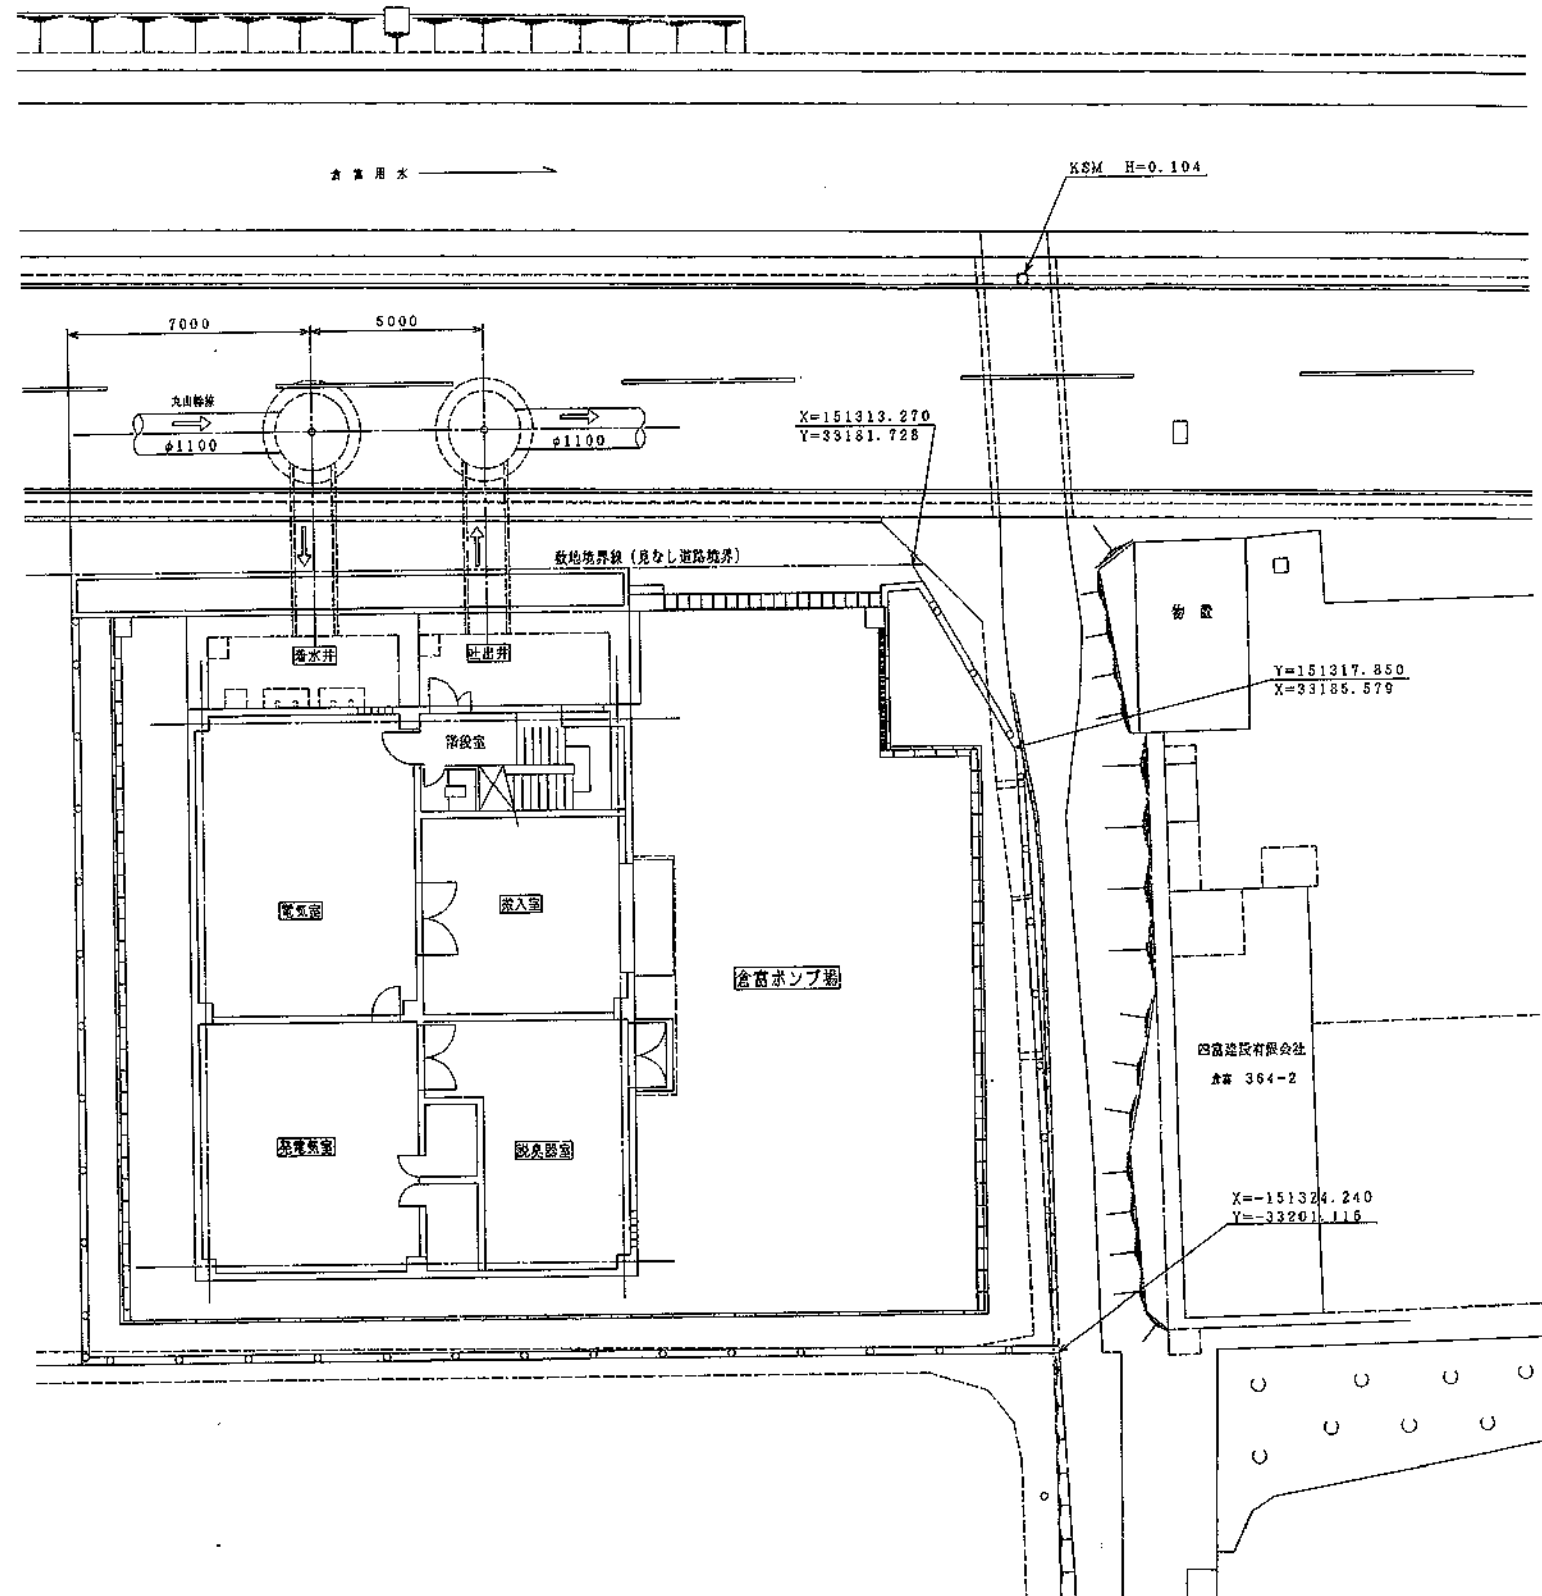 倉富用水
KSM H=0.104
7000
5000
丸山幹線
φ1100
φ1100
X=151313.270
Y=33181.728
敷地境界線(見なし道路境界)
物置
着水井
吐出井
Y=151317.850
X=33185.579
階段室
電気室
搬入室
倉富ポンプ場
四富建設有限会社
倉富 364-2
発電気室
脱臭器室
X=-151324.240
Y=-33201.116